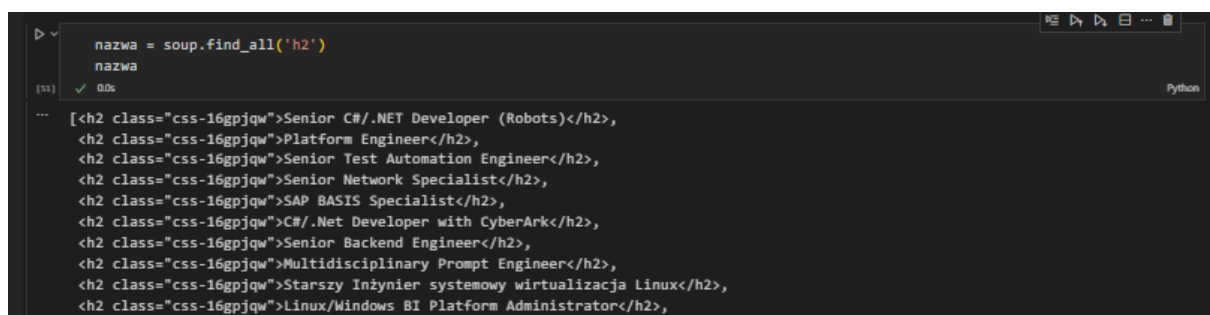 nazwa = soup.find_all('h2')
nazwa
[51] ✓ 0.0s Python
... [<h2 class="css-16gpjqw">Senior C#/.NET Developer (Robots)</h2>,
<h2 class="css-16gpjqw">Platform Engineer</h2>,
<h2 class="css-16gpjqw">Senior Test Automation Engineer</h2>,
<h2 class="css-16gpjqw">Senior Network Specialist</h2>,
<h2 class="css-16gpjqw">SAP BASIS Specialist</h2>,
<h2 class="css-16gpjqw">C#/.Net Developer with CyberArk</h2>,
<h2 class="css-16gpjqw">Senior Backend Engineer</h2>,
<h2 class="css-16gpjqw">Multidisciplinary Prompt Engineer</h2>,
<h2 class="css-16gpjqw">Starszy Inżynier systemowy wirtualizacja Linux</h2>,
<h2 class="css-16gpjqw">Linux/Windows BI Platform Administrator</h2>,